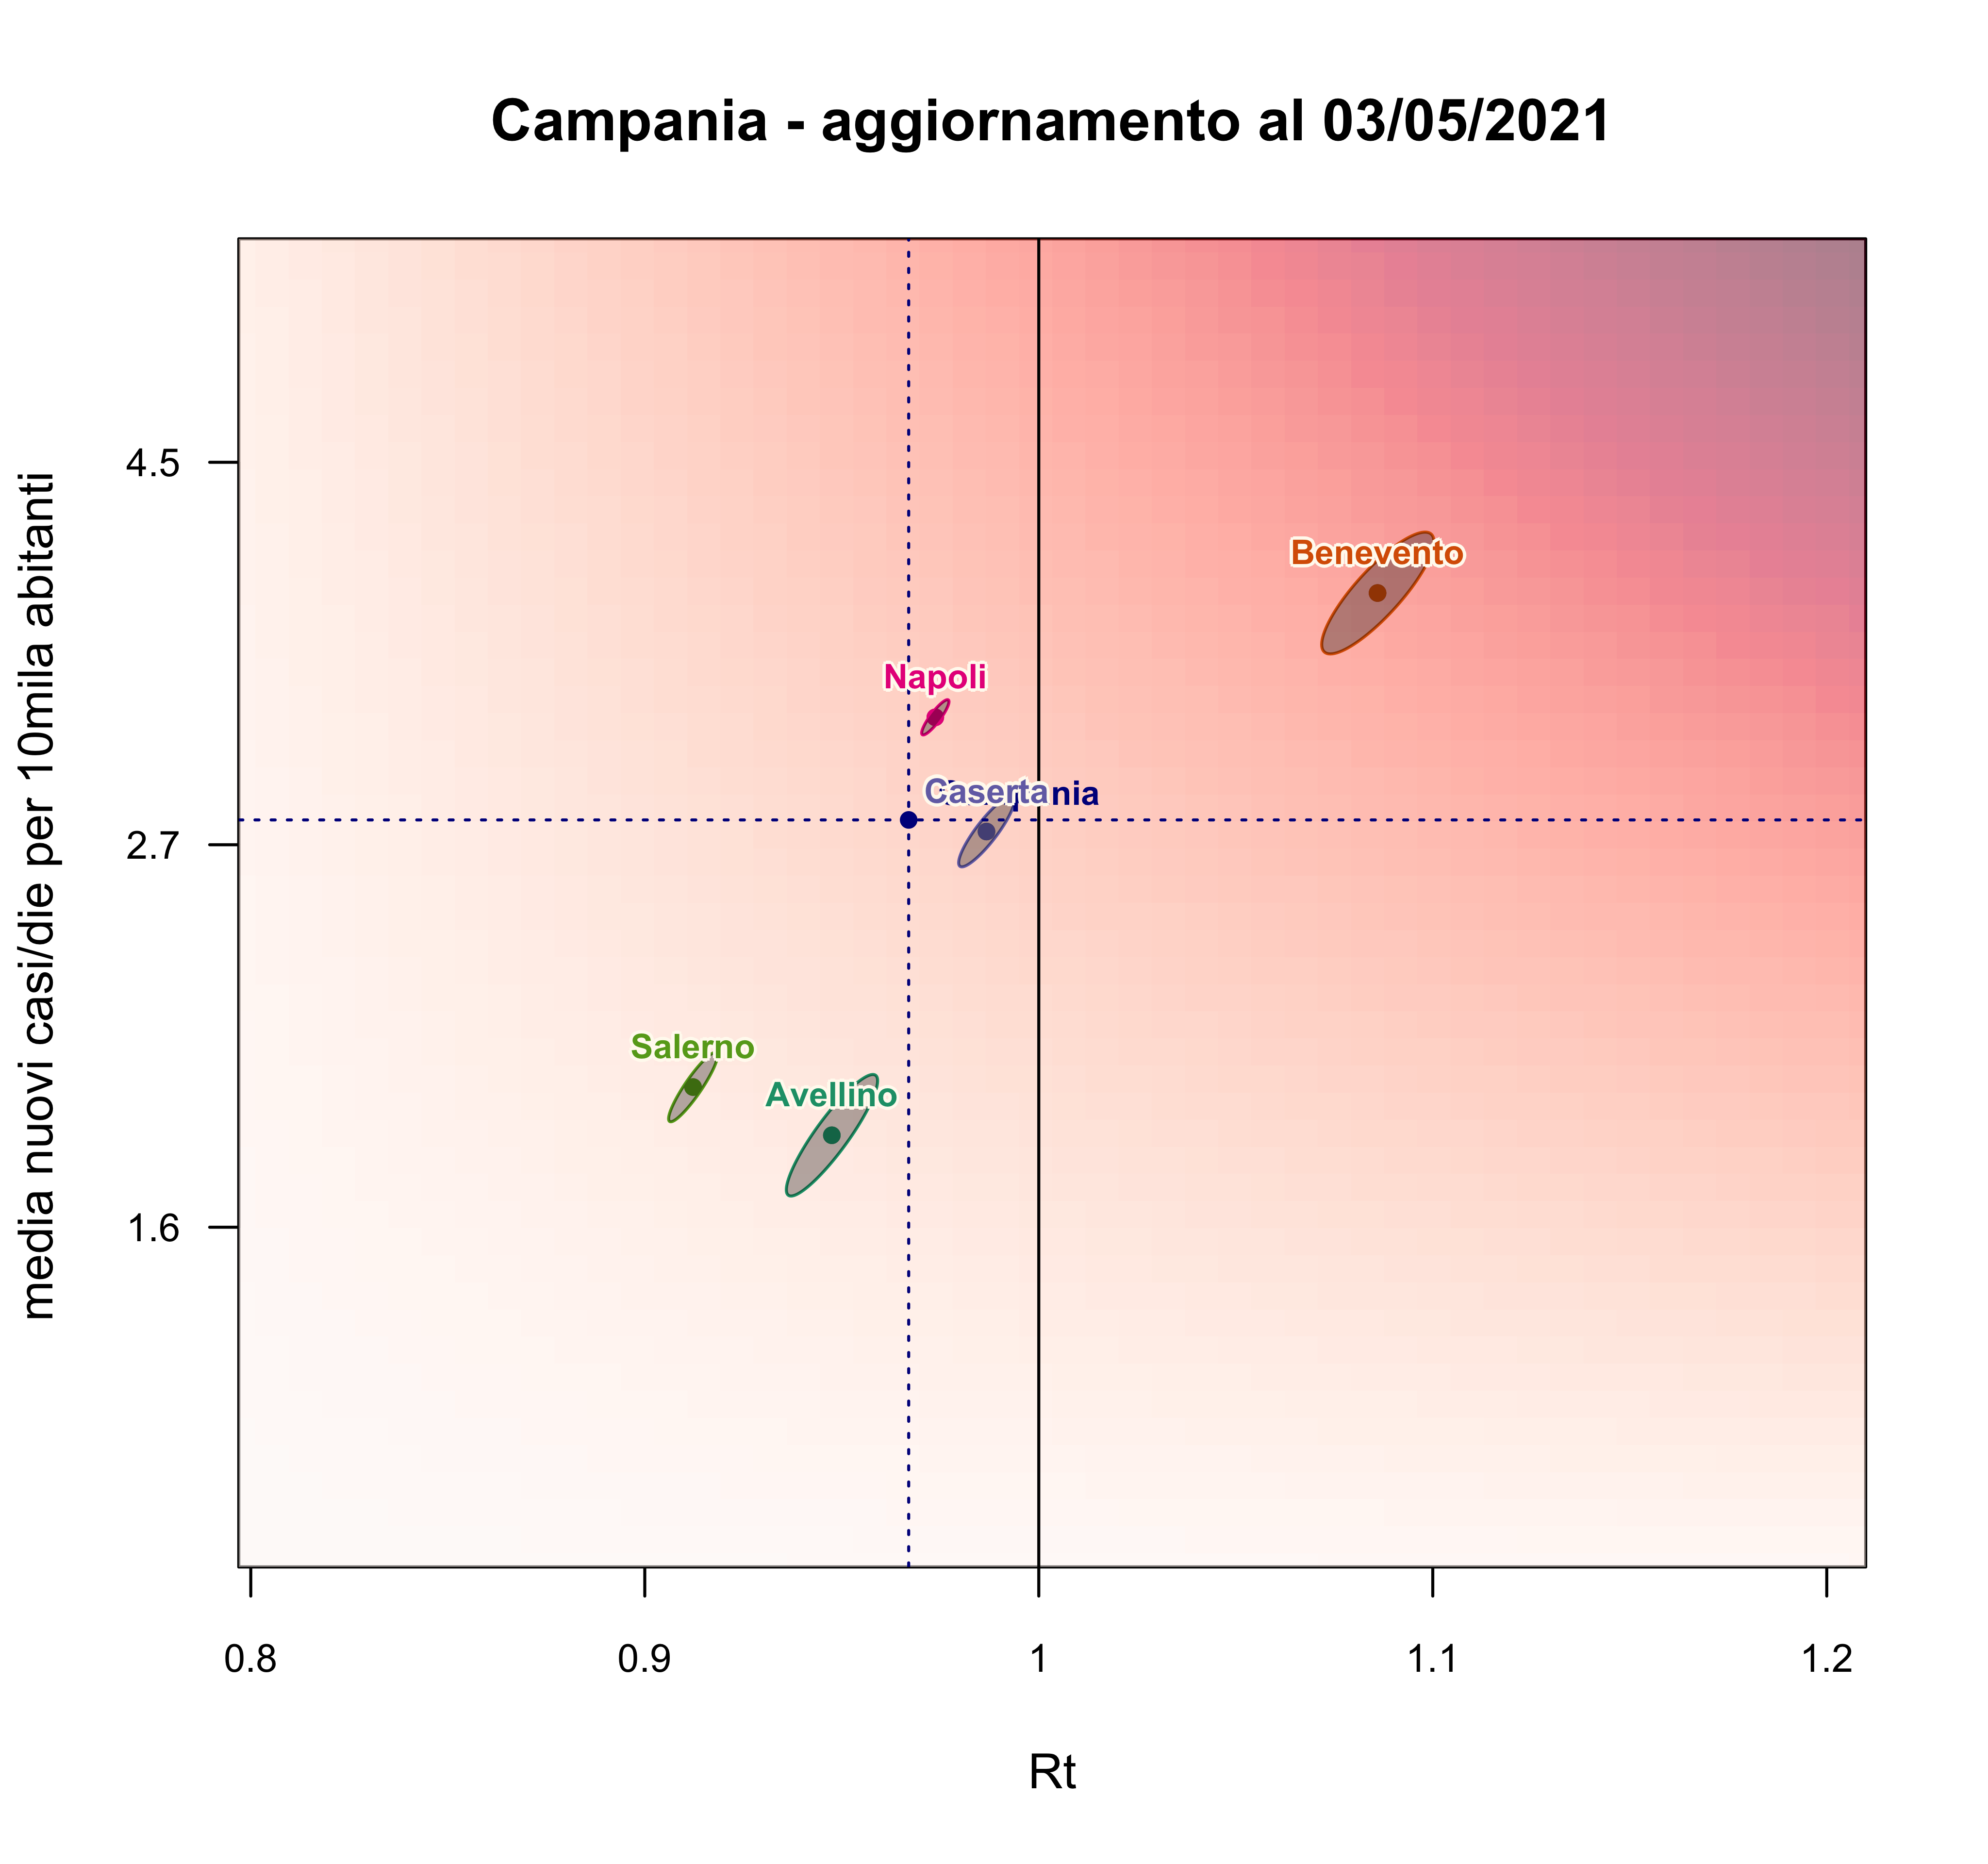 Campania - aggiornamento al 03/05/2021
media nuovi casi/die per 10mila abitanti
4.5
2.7
1.6
Benevento
Napoli
Caserta
Salerno
Avellino
0.8
0.9
1
1.1
1.2
Rt